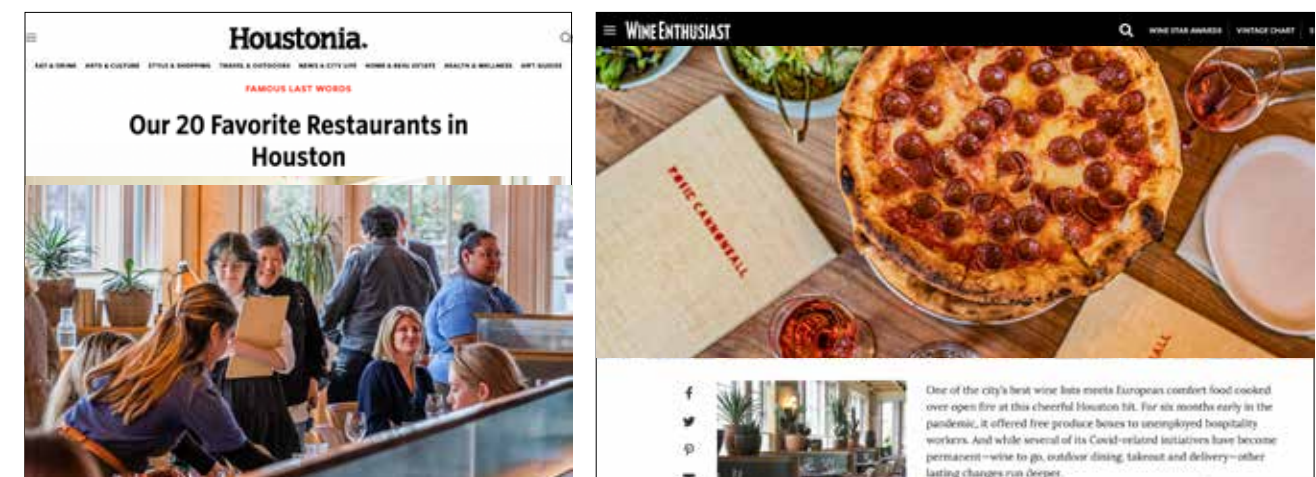 Houstonia.
EAT & DRINK ARTS & CULTURE STYLE & SHOPPING TRAVEL & OUTDOORS NEWS & CITY LIFE HOME & REAL ESTATE HEALTH & WELLNESS GIFT GUIDES
FAMOUS LAST WORDS
Our 20 Favorite Restaurants in
Houston
WINE ENTHUSIAST
WINE STAR AWARDS VINTAGE CHART
One of the city's best wine lists meets European comfort food cooked
over open fire at this cheerful Houston hit. For six months early in the
pandemic, it offered free produce boxes to unemployed hospitality
workers. And while several of its Covid-related initiatives have become
permanent—wine to go, outdoor dining, takeout and delivery—other
lasting changes run deeper.